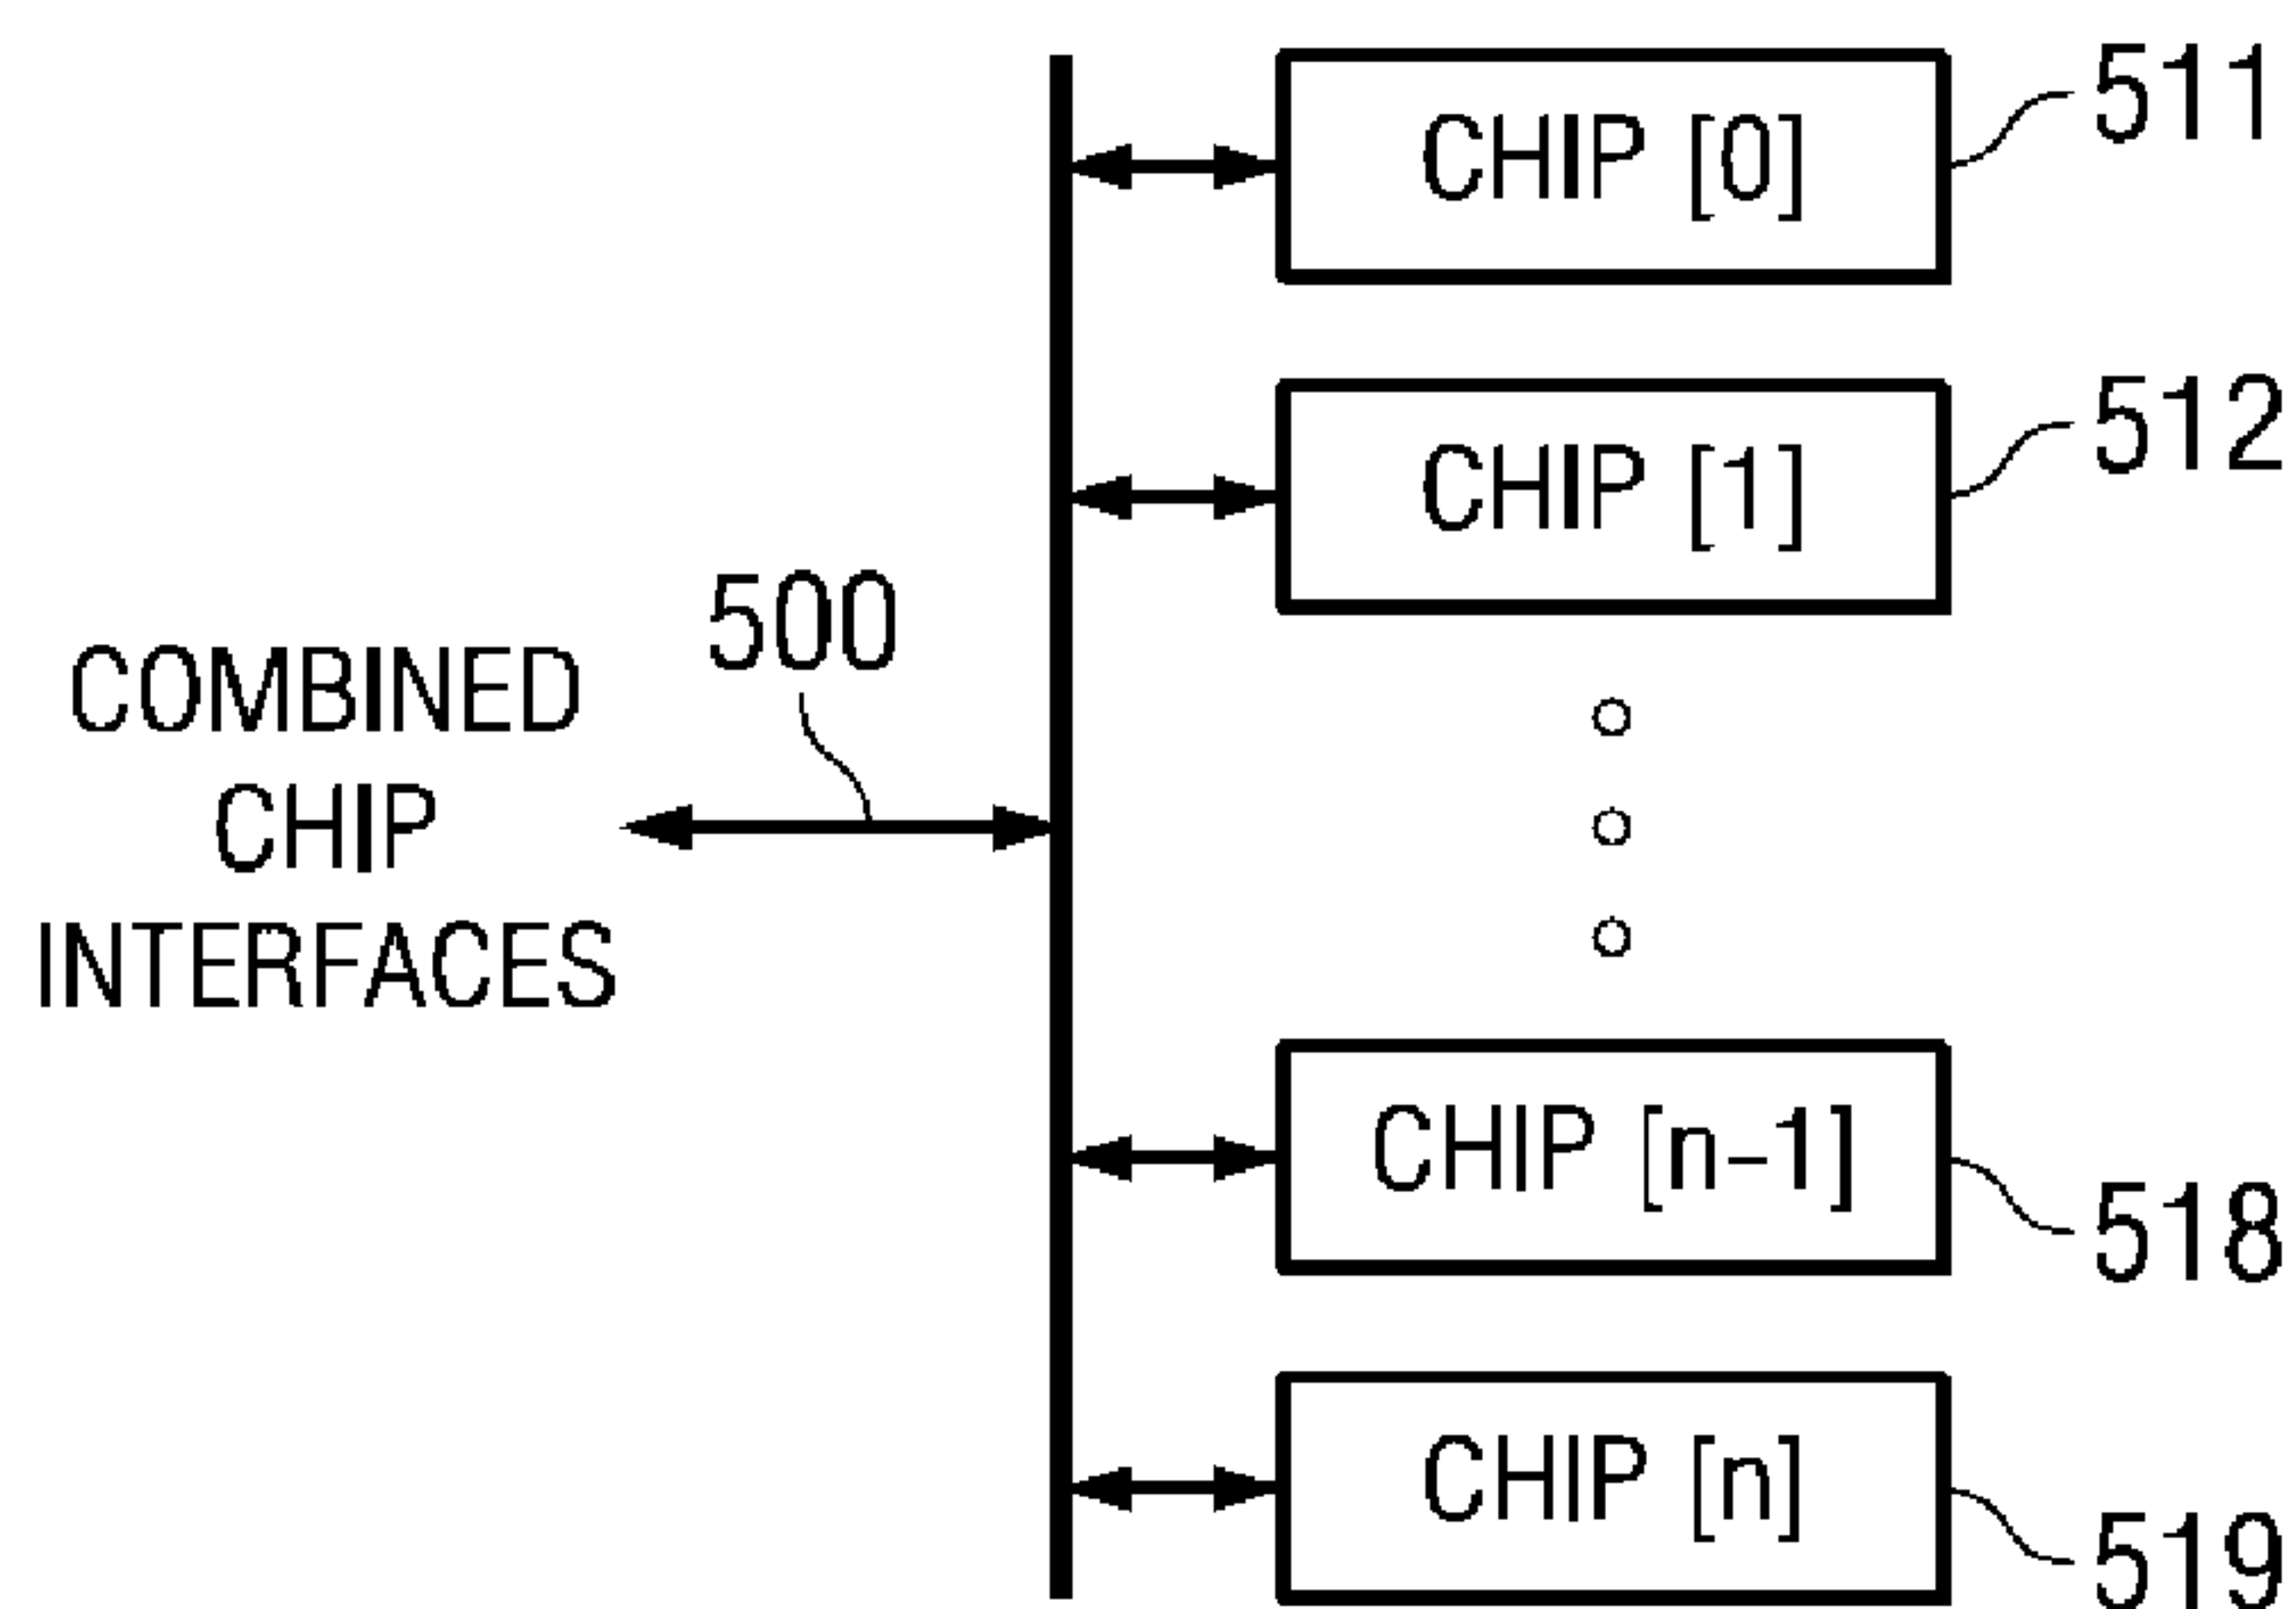 CHIP [0]
511
CHIP [1]
512
500
COMBINED
CHIP
INTERFACES
CHIP [n-1]
518
CHIP [n]
519